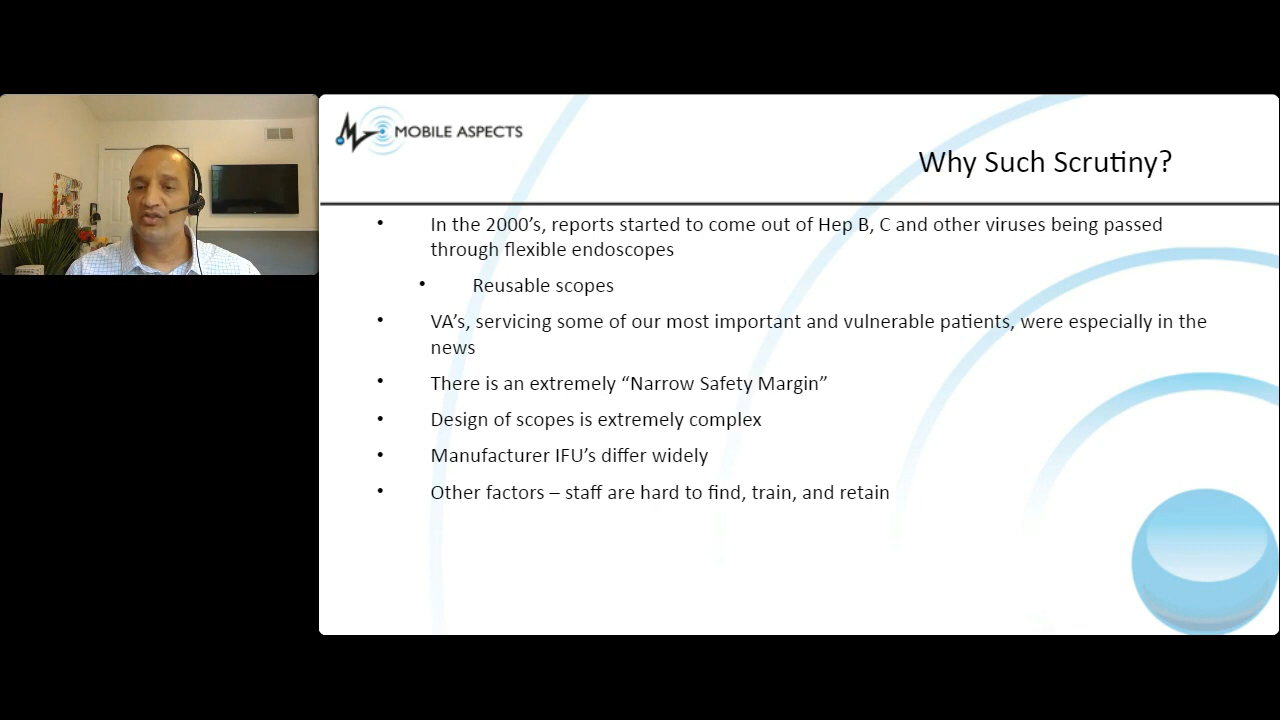 MOBILE ASPECTS
Why Such Scrutiny?
• In the 2000’s, reports started to come out of Hep B, C and other viruses being passed
through flexible endoscopes
• Reusable scopes
• VA’s, servicing some of our most important and vulnerable patients, were especially in the
news
• There is an extremely “Narrow Safety Margin”
• Design of scopes is extremely complex
• Manufacturer IFU’s differ widely
• Other factors – staff are hard to find, train, and retain